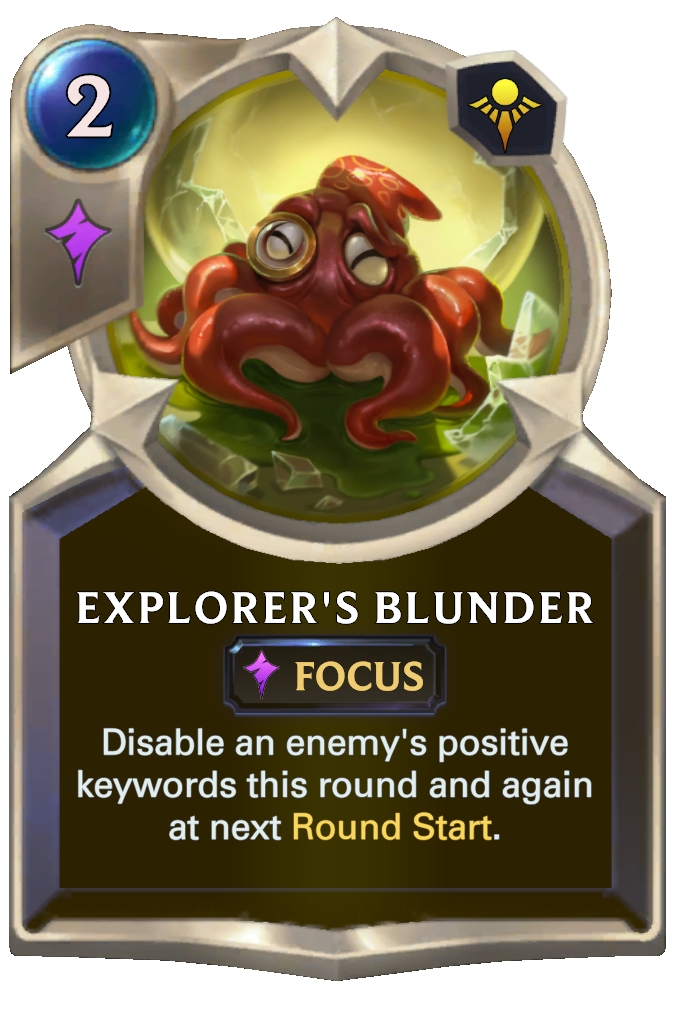 2
EXPLORER'S BLUNDER
FOCUS
Disable an enemy's positive
keywords this round and again
at next Round Start.